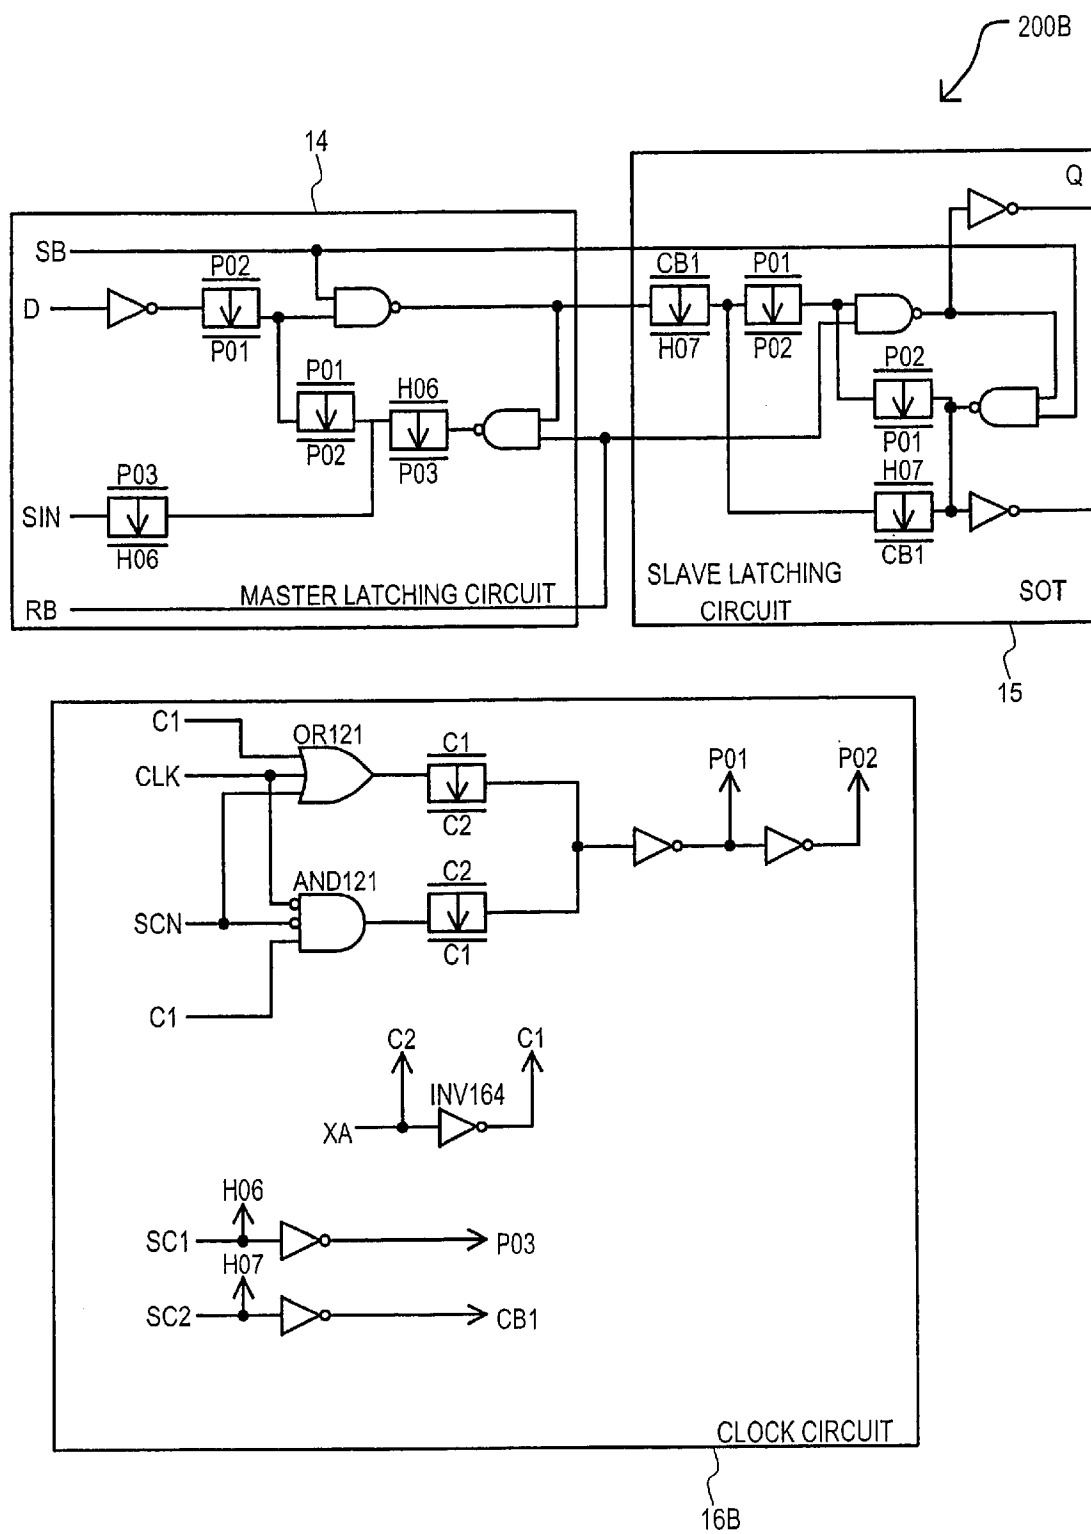 200B
14
Q
SB
P02
CB1
P01
D
P01
H07
P02
P01
H06
P02
P02
P03
P01
P03
H07
SIN
H06
CB1
SLAVE LATCHING
CIRCUIT
SOT
MASTER LATCHING CIRCUIT
RB
15
C1
OR121
C1
P01
P02
CLK
C2
AND121
C2
SCN
C1
C1
C2
C1
INV164
XA
H06
SC1
P03
H07
SC2
CB1
CLOCK CIRCUIT
16B